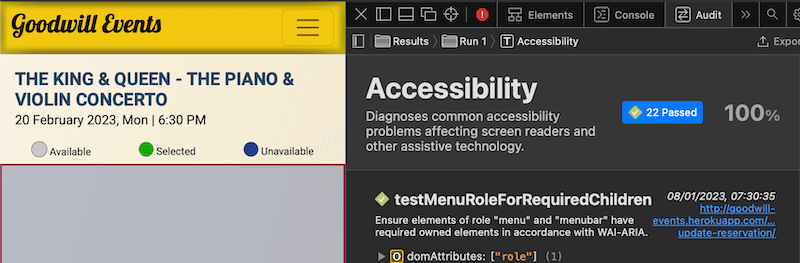 Goodwill Events
THE KING & QUEEN - THE PIANO &
VIOLIN CONCERTO
20 February 2023, Mon | 6:30 PM
Available
Selected
Unavailable
Elements
Console
Audit
Results
Run 1
T Accessibility
Expor
Accessibility
Diagnoses common accessibility
problems affecting screen readers and
other assistive technology.
22 Passed
100%
testMenuRoleForRequiredChildren
Ensure elements of role "menu" and "menubar" have
required owned elements in accordance with WAI-ARIA.
08/01/2023, 07:30:35
http://goodwill-
events.herokuapp.com/...
update-reservation/
O domAttributes: ["role"] (1)